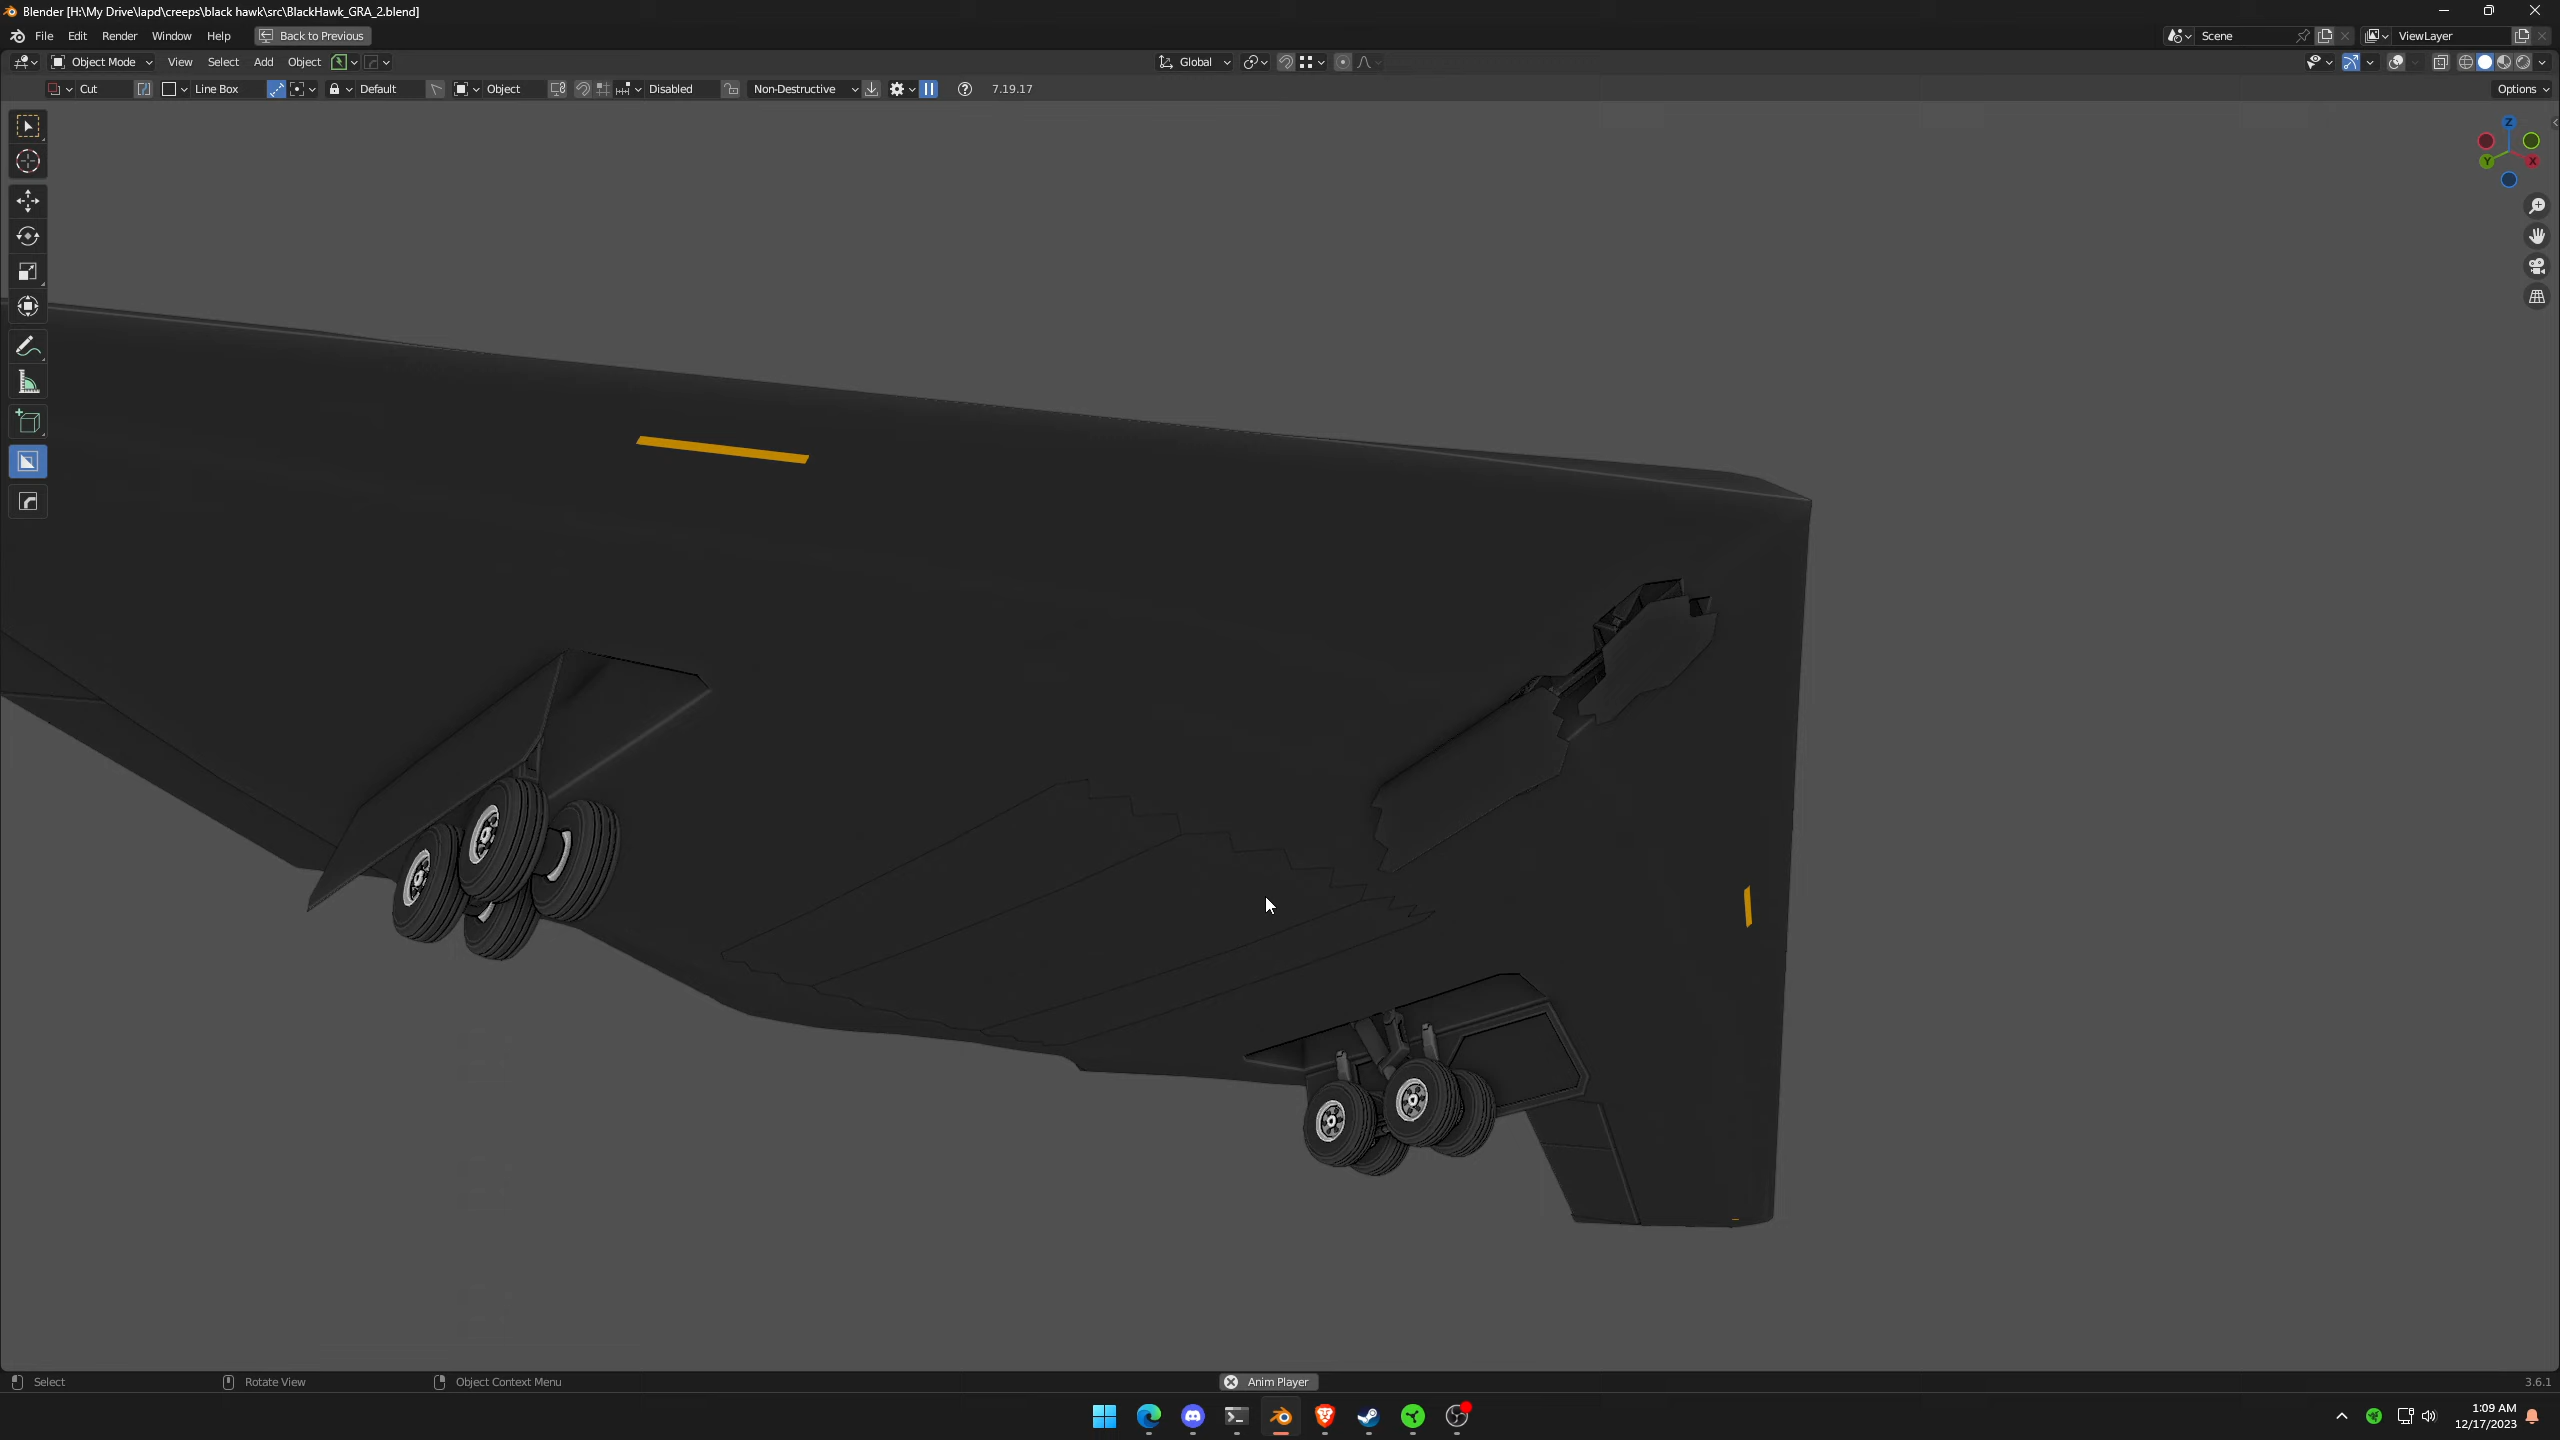 Blender [H:\My Drive\lapd\creeps\black hawk\src\BlackHawk_GRA_2.blend]
File Edit Render Window Help Back to Previous Scene ViewLayer
Object Mode View Select Add Object Global
Cut Line Box Default Object Disabled Non-Destructive 7.19.17 Options
Z
Y X
Select Rotate View Object Context Menu Anim Player 3.6.1
1:09 AM
12/17/2023